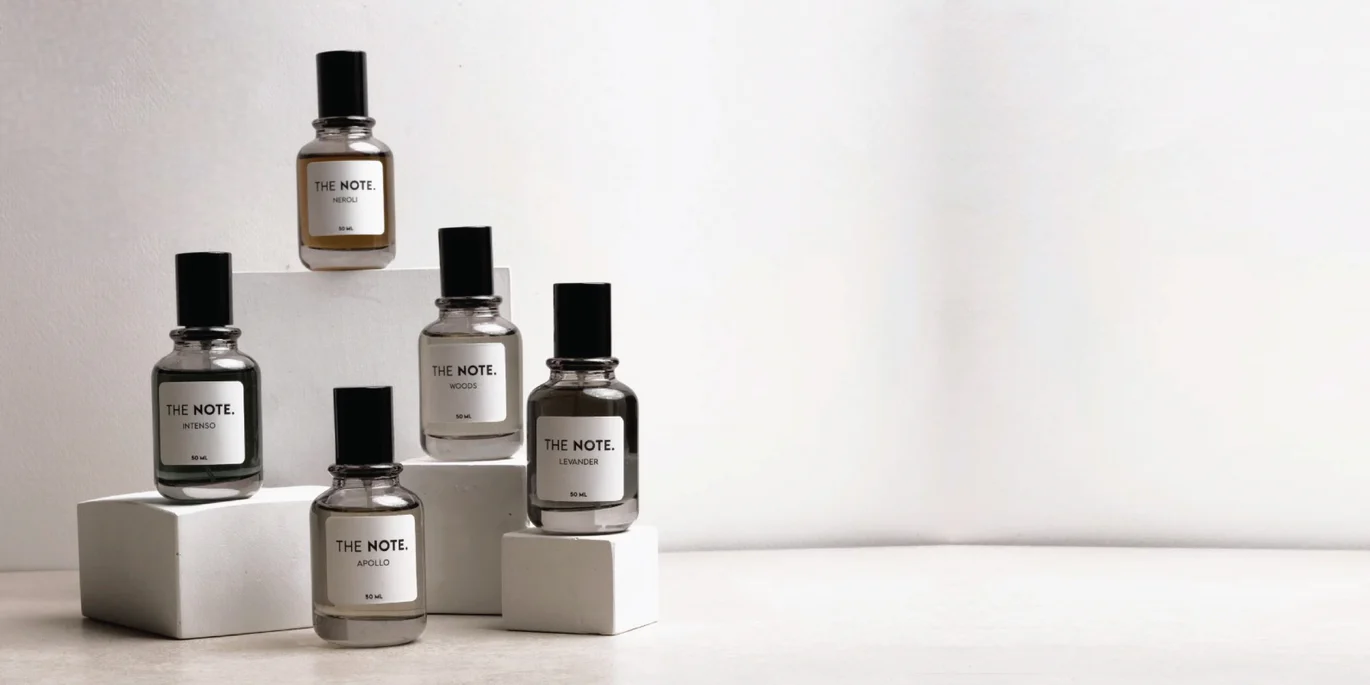 THE NOTE.
NEROLI
50 ML
THE NOTE.
WOODS
50 ML
THE NOTE.
INTENSO
50 ML
THE NOTE.
LEVANDER
50 ML
THE NOTE.
APOLLO
50 ML